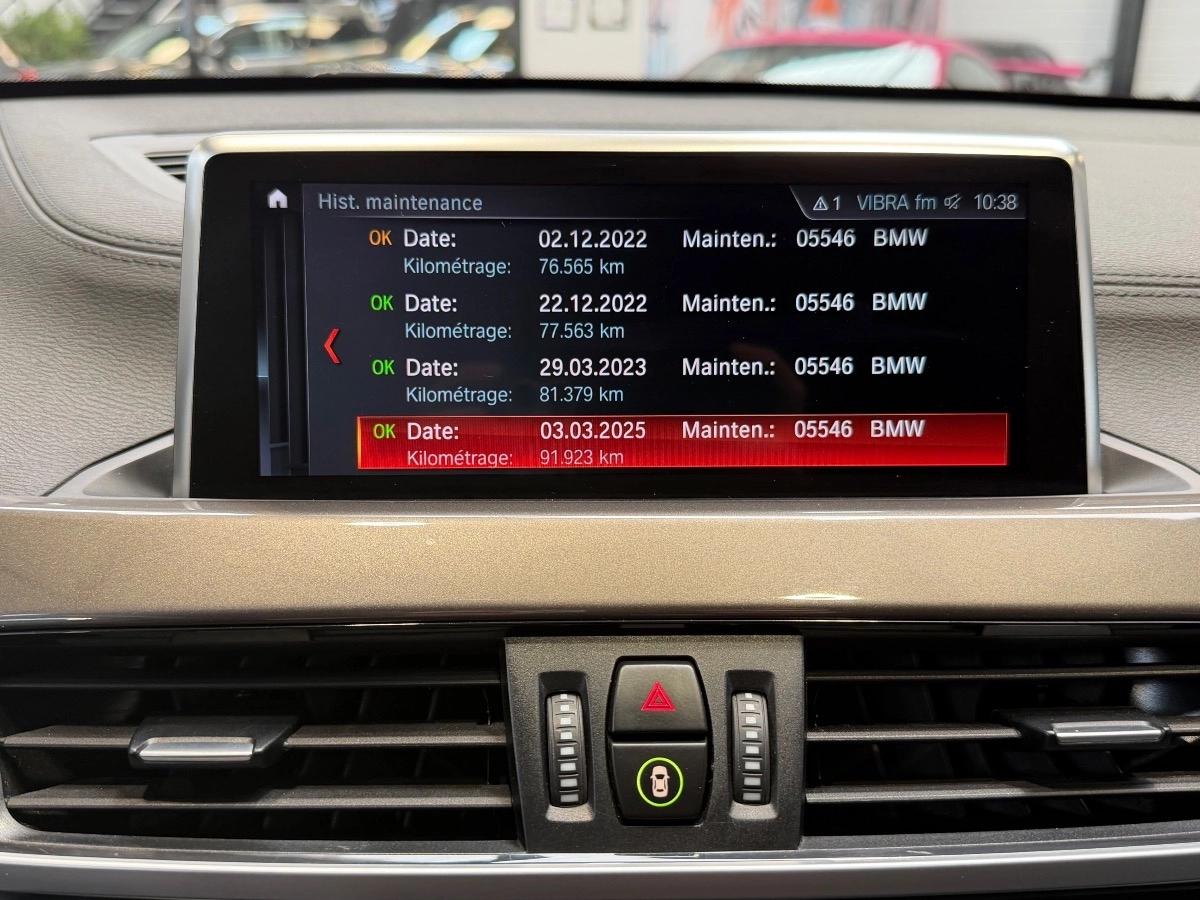 Hist. maintenance 1 VIBRA fm 10:38
OK Date: 02.12.2022 Mainten.: 05546 BMW
Kilométrage: 76.565 km
OK Date: 22.12.2022 Mainten.: 05546 BMW
Kilométrage: 77.563 km
OK Date: 29.03.2023 Mainten.: 05546 BMW
Kilométrage: 81.379 km
OK Date: 03.03.2025 Mainten.: 05546 BMW
Kilométrage: 91.923 km